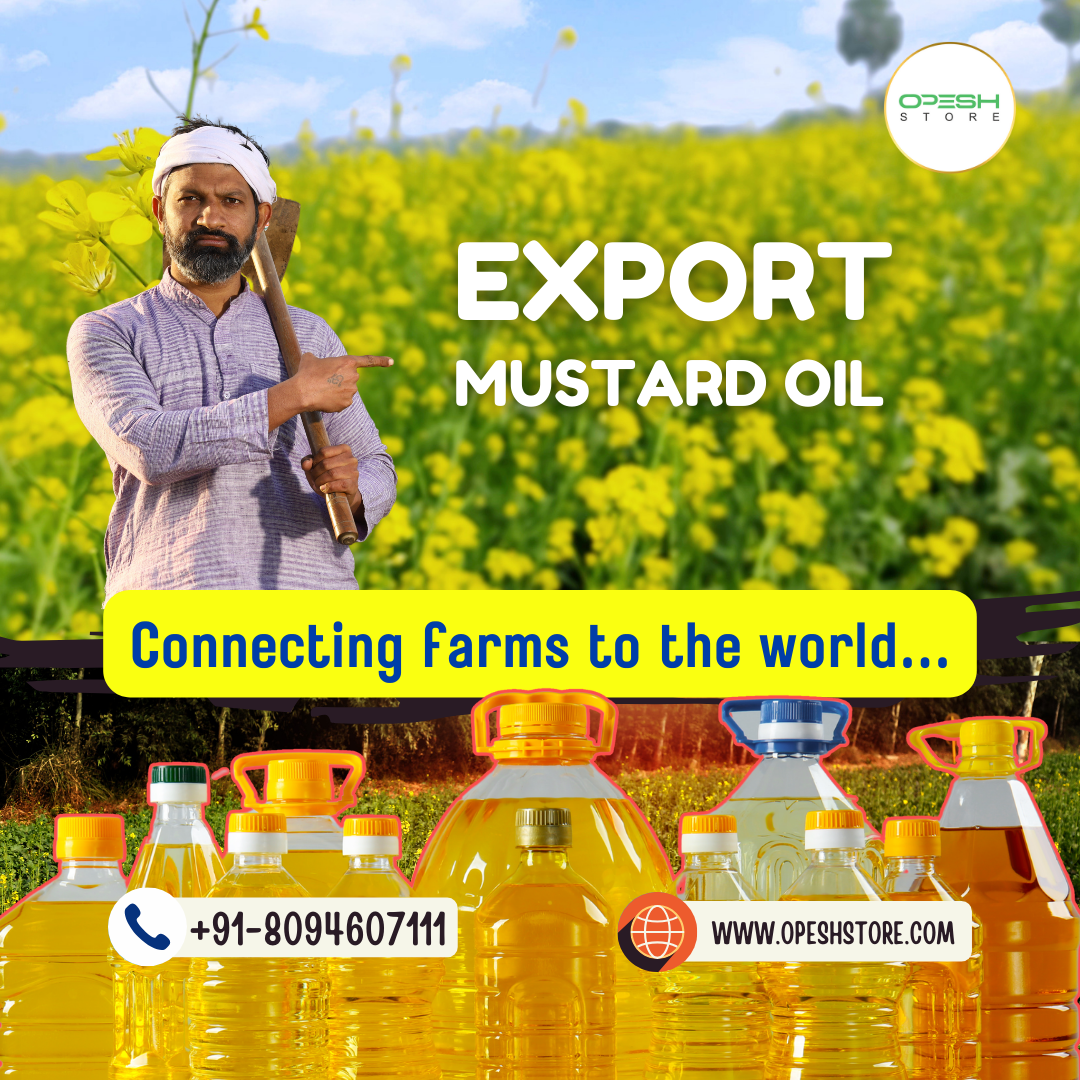 OPESH
STORE
EXPORT
MUSTARD OIL
Connecting farms to the world...
+91-8094607111
WWW.OPESHSTORE.COM